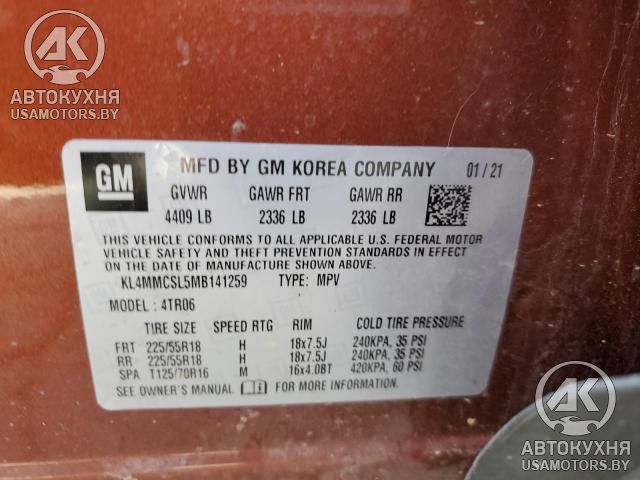 АК
АВТОКУХНЯ
USAMOTORS.BY
GM MFD BY GM KOREA COMPANY 01/21
GVWR GAWR FRT GAWR RR
4409 LB 2336 LB 2336 LB
THIS VEHICLE CONFORMS TO ALL APPLICABLE U.S. FEDERAL MOTOR
VEHICLE SAFETY AND THEFT PREVENTION STANDARDS IN EFFECT
ON THE DATE OF MANUFACTURE SHOWN ABOVE.
KL4MMCSL5MB141259 TYPE: MPV
MODEL: 4TR06
TIRE SIZE SPEED RTG RIM COLD TIRE PRESSURE
FRT 225/55R18 H 18x7.5J 240KPA, 35 PSI
RR 225/55R18 H 18x7.5J 240KPA, 35 PSI
SPA T125/70R16 M 16x4.0BT 420KPA, 60 PSI
SEE OWNER'S MANUAL FOR MORE INFORMATION.
АК
АВТОКУХНЯ
USAMOTORS.BY